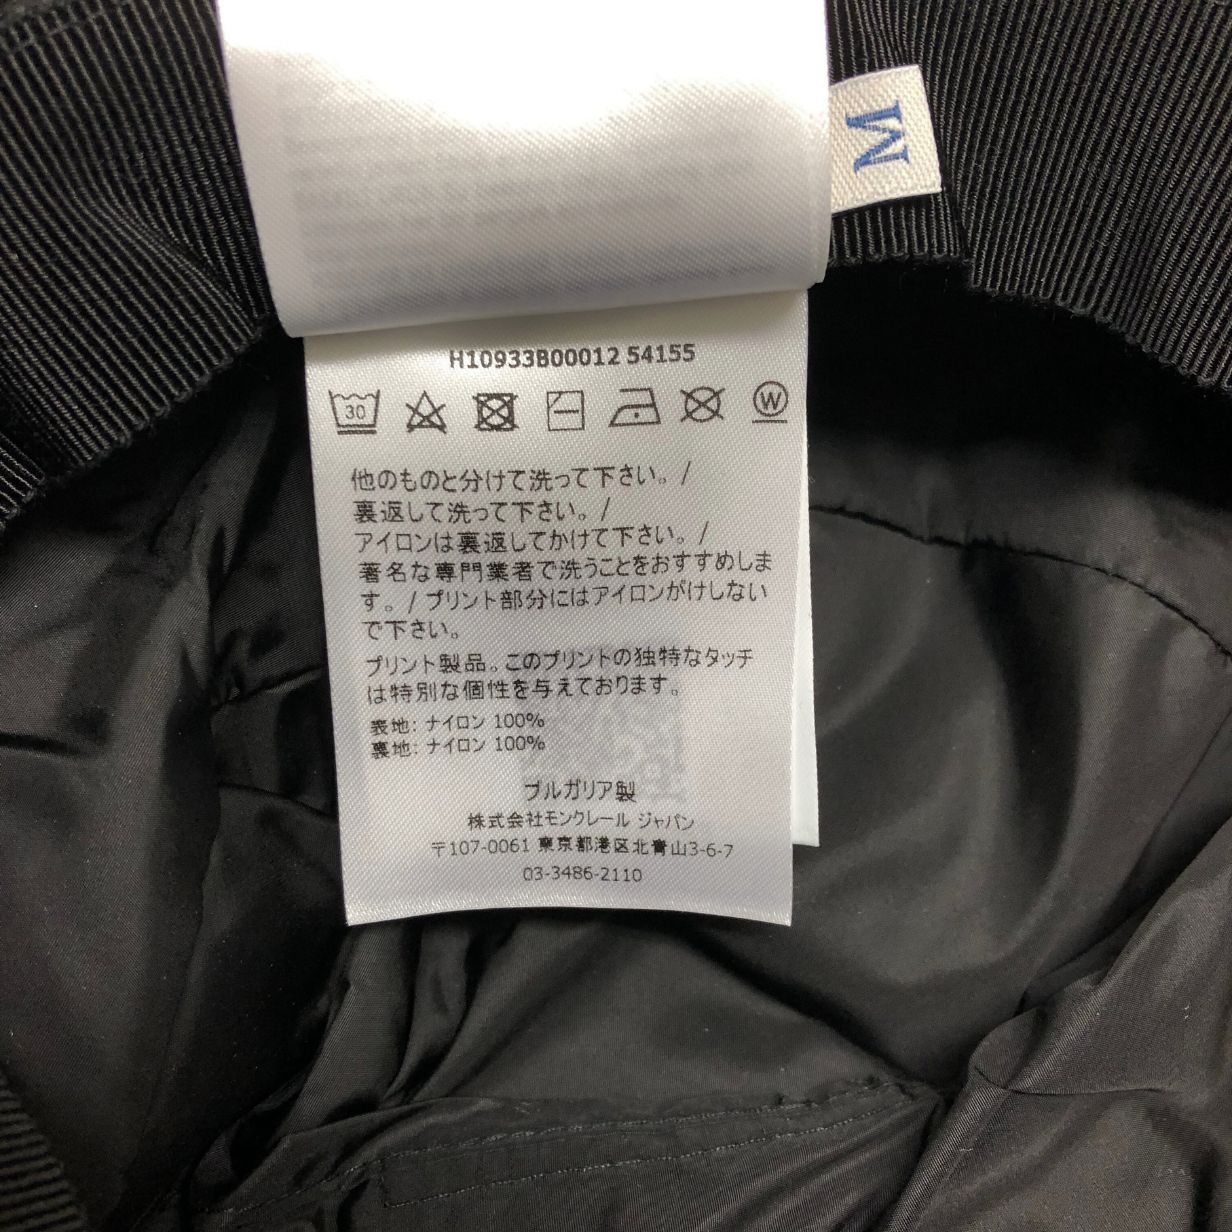 M
H10933B00012 54155
30
W
他のものと分けて洗って下さい。/
裏返して洗って下さい。/
アイロンは裏返してかけて下さい。/
著名な専門業者で洗うことをおすすめしま
す。/ プリント部分にはアイロンがけしない
で下さい。
プリント製品。このプリントの独特なタッチ
は特別な個性を与えております。
表地: ナイロン 100%
裏地: ナイロン 100%
ブルガリア製
株式会社モンクレール ジャパン
〒107-0061 東京都港区北青山3-6-7
03-3486-2110